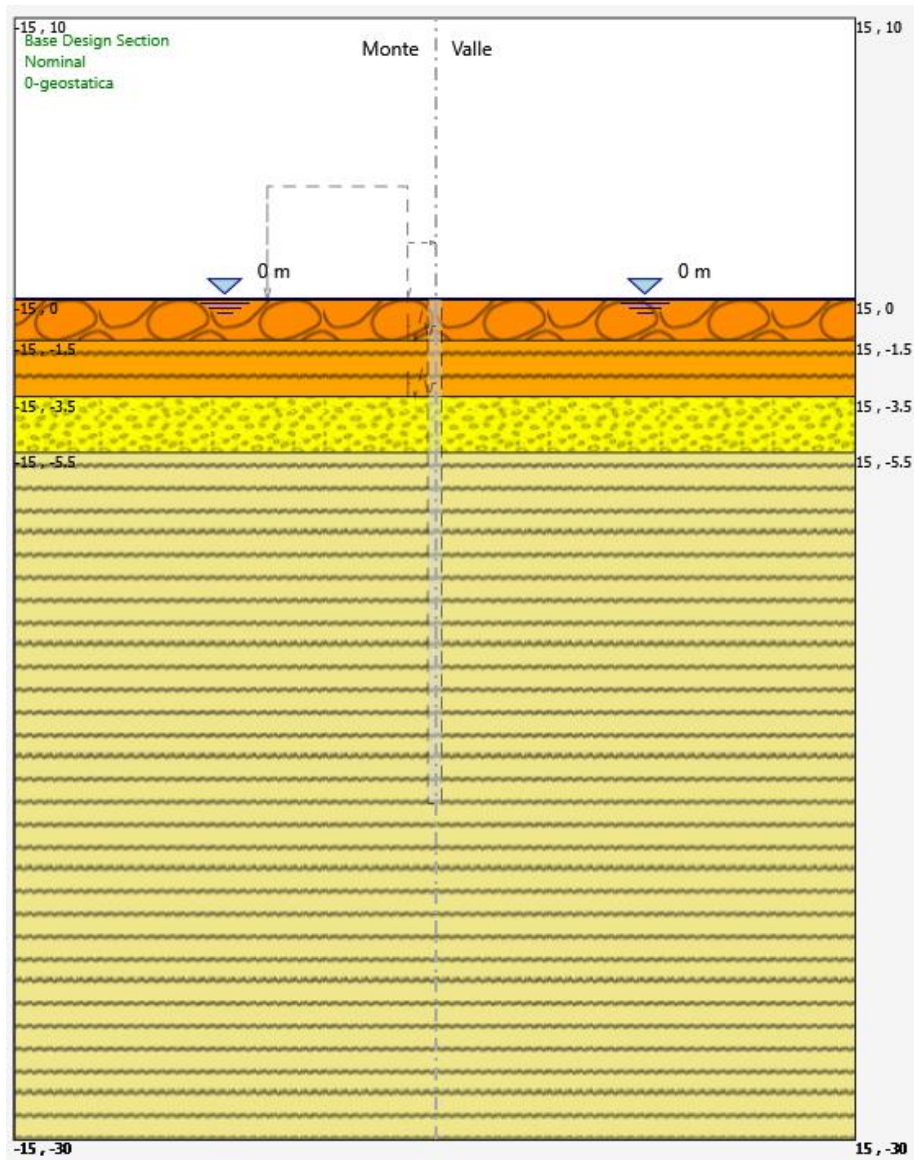 -15 , 10
15 , 10
Base Design Section
Nominal
0-geostatica
Monte
Valle
0 m
0 m
-15 , 0
15 , 0
-15 , -1.5
15 , -1.5
-15 , -3.5
15 , -3.5
-15 , -5.5
15 , -5.5
-15 , -30
15 , -30